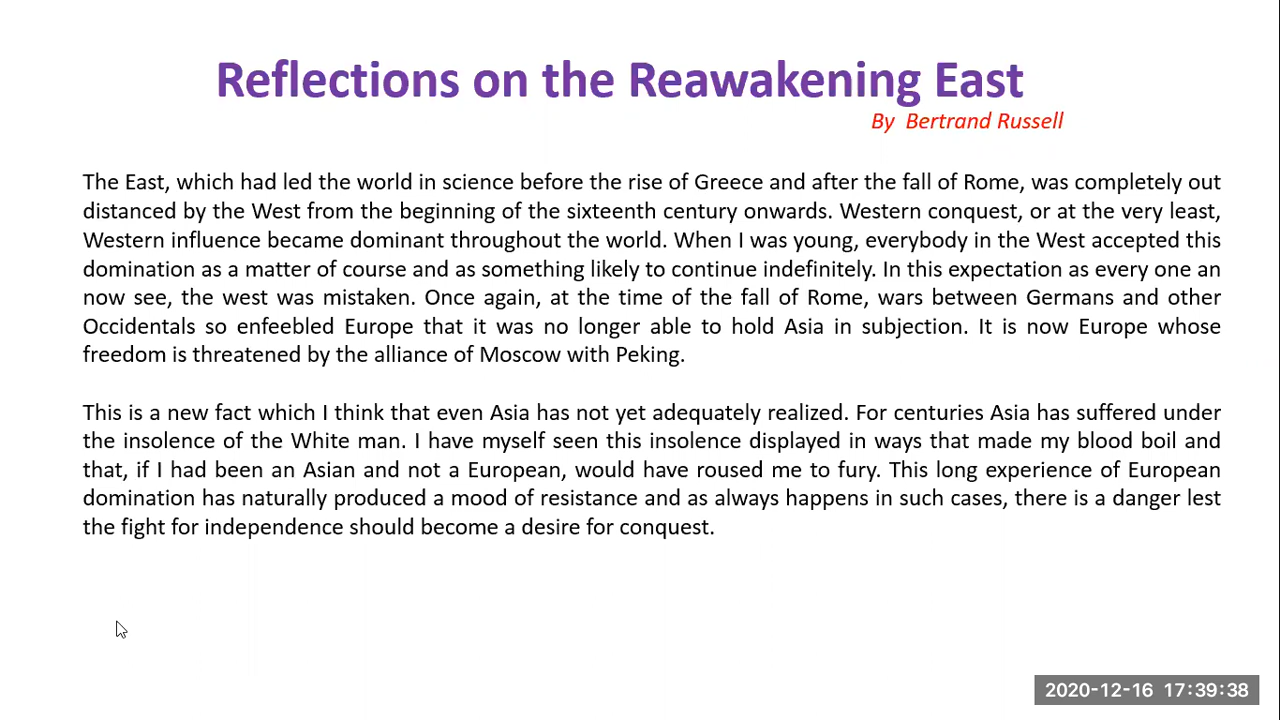 Reflections on the Reawakening East
By Bertrand Russell
The East, which had led the world in science before the rise of Greece and after the fall of Rome, was completely out
distanced by the West from the beginning of the sixteenth century onwards. Western conquest, or at the very least,
Western influence became dominant throughout the world. When I was young, everybody in the West accepted this
domination as a matter of course and as something likely to continue indefinitely. In this expectation as every one an
now see, the west was mistaken. Once again, at the time of the fall of Rome, wars between Germans and other
Occidentals so enfeebled Europe that it was no longer able to hold Asia in subjection. It is now Europe whose
freedom is threatened by the alliance of Moscow with Peking.
This is a new fact which I think that even Asia has not yet adequately realized. For centuries Asia has suffered under
the insolence of the White man. I have myself seen this insolence displayed in ways that made my blood boil and
that, if I had been an Asian and not a European, would have roused me to fury. This long experience of European
domination has naturally produced a mood of resistance and as always happens in such cases, there is a danger lest
the fight for independence should become a desire for conquest.
2020-12-16 17:39:38